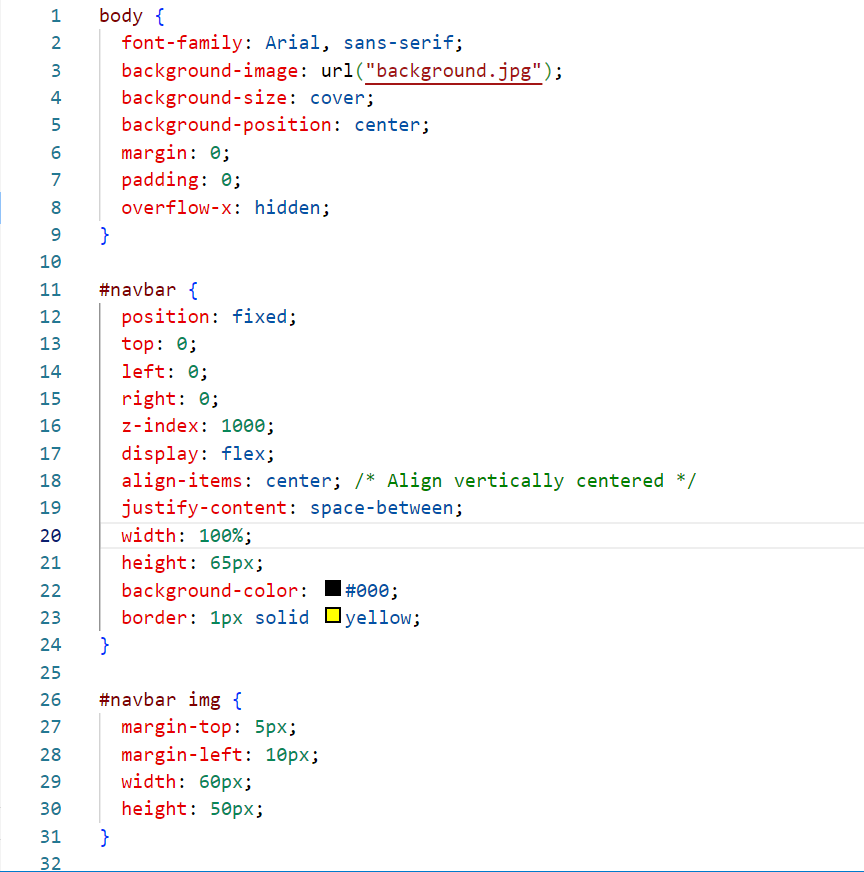 1 body {
2 font-family: Arial, sans-serif;
3 background-image: url("background.jpg");
4 background-size: cover;
5 background-position: center;
6 margin: 0;
7 padding: 0;
8 overflow-x: hidden;
9 }
10
11 #navbar {
12 position: fixed;
13 top: 0;
14 left: 0;
15 right: 0;
16 z-index: 1000;
17 display: flex;
18 align-items: center; /* Align vertically centered */
19 justify-content: space-between;
20 width: 100%;
21 height: 65px;
22 background-color: #000;
23 border: 1px solid yellow;
24 }
25
26 #navbar img {
27 margin-top: 5px;
28 margin-left: 10px;
29 width: 60px;
30 height: 50px;
31 }
32